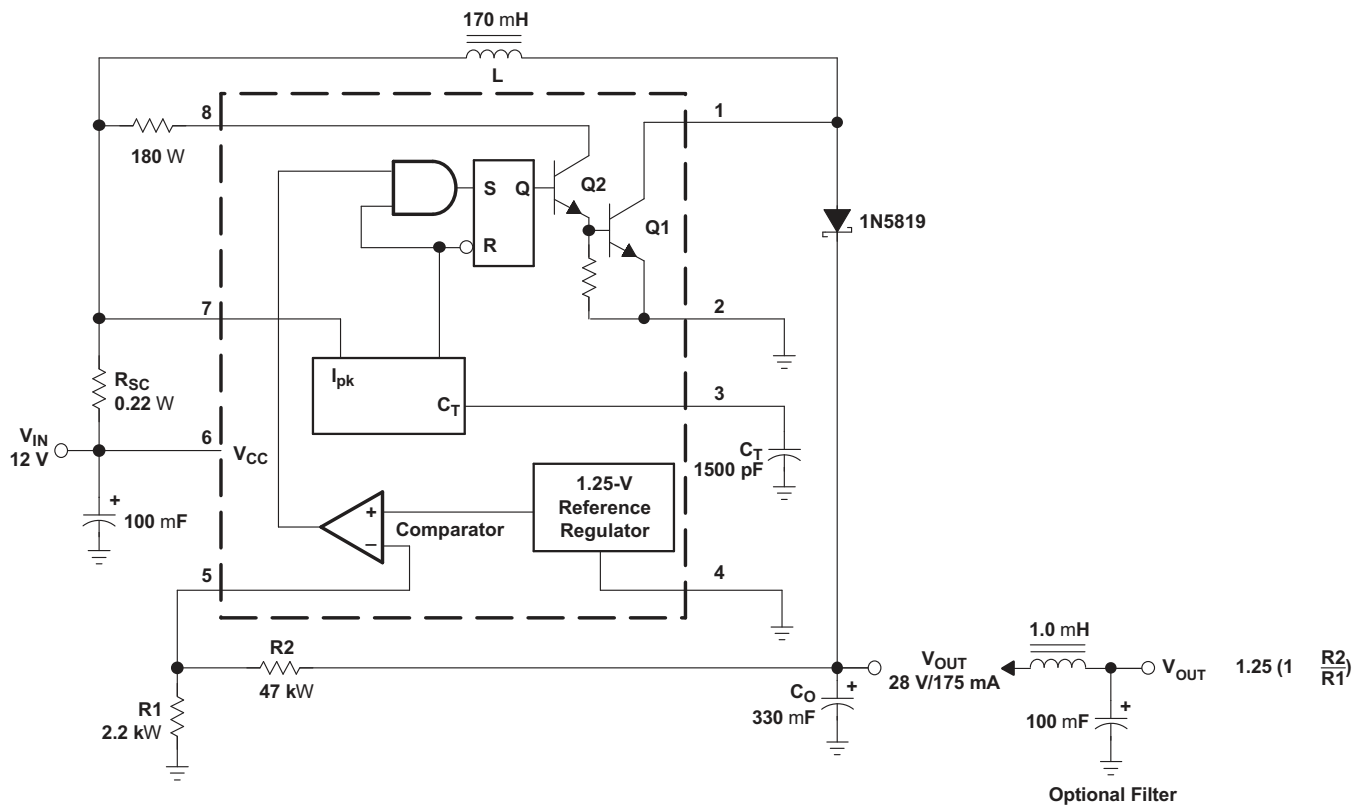 170 mH
L
8
1
180 W
S
Q
Q2
R
Q1
1N5819
7
2
Ipk
CT
3
RSC
0.22 W
VIN
12 V
6
VCC
CT
1500 pF
+
100 mF
+
−
Comparator
1.25-V
Reference
Regulator
5
4
R2
47 kW
R1
2.2 kW
CO
330 mF
+
VOUT
28 V/175 mA
1.0 mH
VOUT
1.25 (1 R2/R1)
100 mF
+
Optional Filter